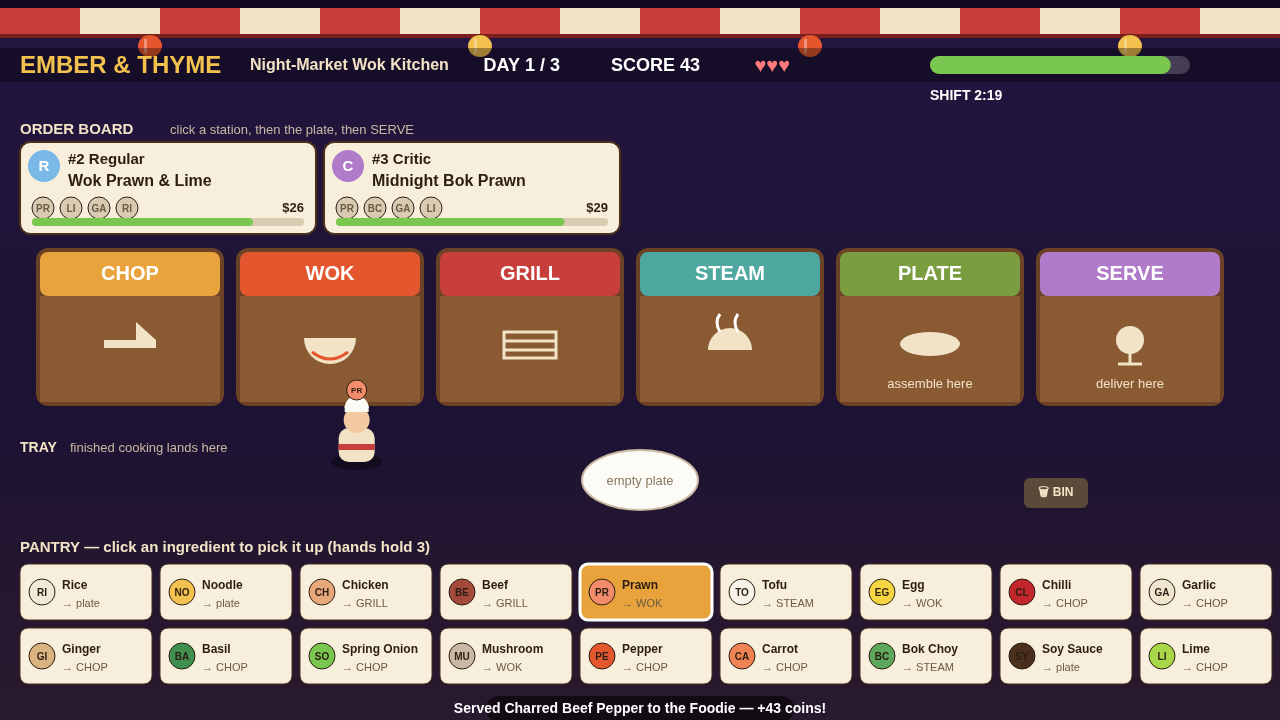 EMBER & THYME Night-Market Wok Kitchen DAY 1 / 3 SCORE 43 ♥♥♥
SHIFT 2:19
ORDER BOARD click a station, then the plate, then SERVE
R #2 Regular
Wok Prawn & Lime
PR LI GA RI $26
C #3 Critic
Midnight Bok Prawn
PR BC GA LI $29
CHOP WOK GRILL STEAM PLATE SERVE
assemble here deliver here
PR
TRAY finished cooking lands here
empty plate
BIN
PANTRY — click an ingredient to pick it up (hands hold 3)
RI Rice → plate
NO Noodle → plate
CH Chicken → GRILL
BE Beef → GRILL
PR Prawn → WOK
TO Tofu → STEAM
EG Egg → WOK
CL Chilli → CHOP
GA Garlic → CHOP
GI Ginger → CHOP
BA Basil → CHOP
SO Spring Onion → CHOP
MU Mushroom → WOK
PE Pepper → CHOP
CA Carrot → CHOP
BC Bok Choy → STEAM
SY Soy Sauce → plate
LI Lime → CHOP
Served Charred Beef Pepper to the Foodie — +43 coins!